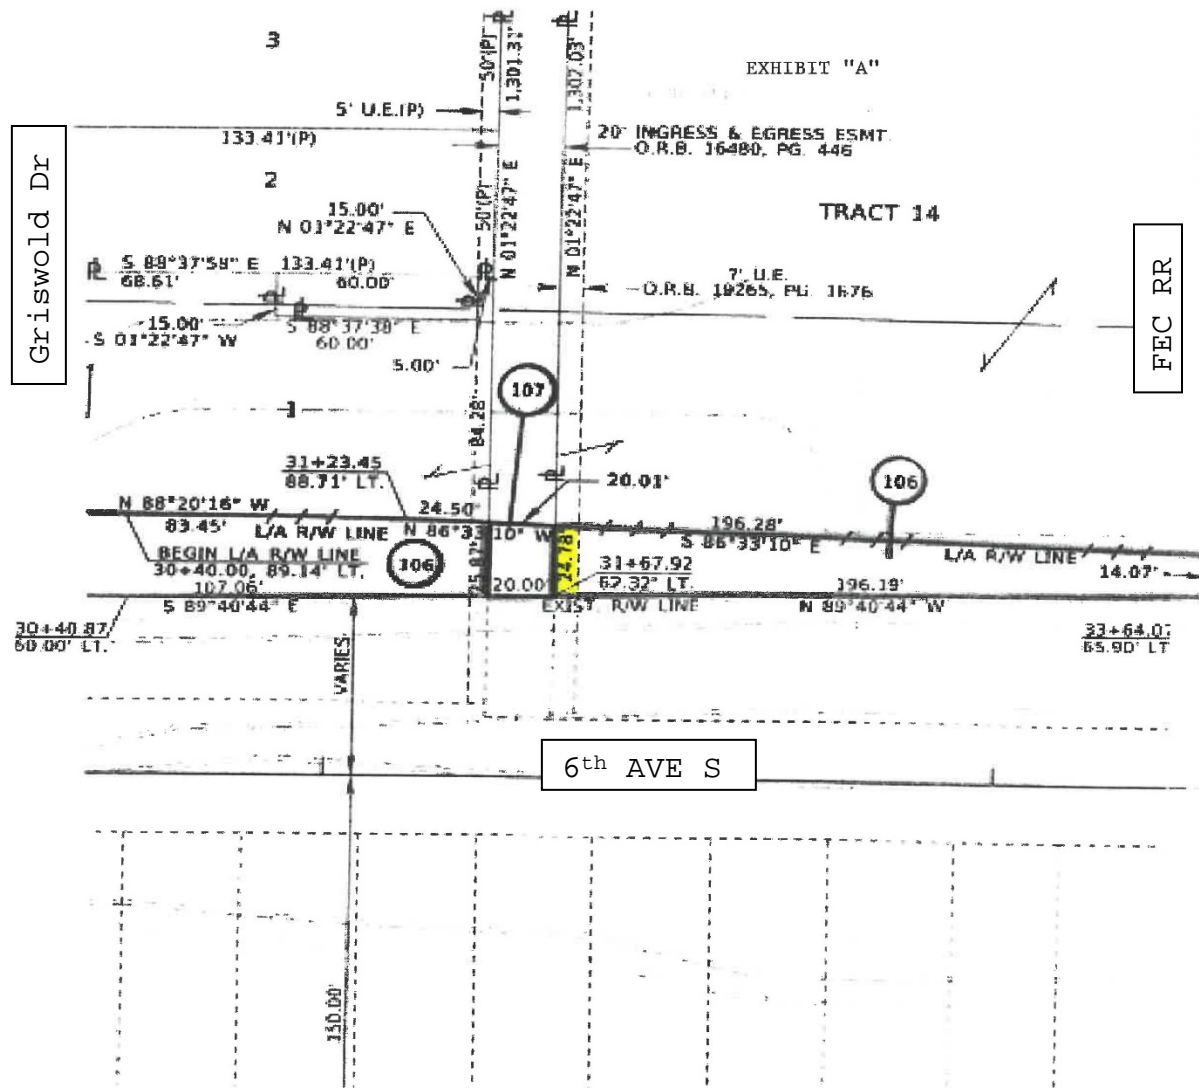 EXHIBIT "A"
3
50'(P)
1,301.31'
1,307.03'
5' U.E.(P)
133.41'(P)
20' INGRESS & EGRESS ESMT.
O.R.B. 16480, PG. 446
Griswold Dr
2
15.00'
N 01°22'47" E
50'(P)
N 01°22'47" E
N 01°22'47" E
TRACT 14
FEC RR
S 88°37'58" E
68.61'
133.41'(P)
60.00'
7' U.E.
O.R.B. 19265, PG. 1676
15.00'
S 01°22'47" W
S 88°37'38" E
60.00'
5.00'
107
1
84.28'
31+23.45
88.71' LT.
20.01'
106
N 88°20'16" W
83.45'
L/A R/W LINE
24.50'
N 86°33'10" W
196.28'
S 86°33'10" E
L/A R/W LINE
14.07'
BEGIN L/A R/W LINE
30+40.00, 89.14' LT.
106
20.00'
24.78'
31+67.92
62.32' LT.
107.06'
S 89°40'44" E
196.19'
N 89°40'44" W
EXIST. R/W LINE
30+40.87
60.00' LT.
33+64.07
65.90' LT
VARIES
6th AVE S
150.00'